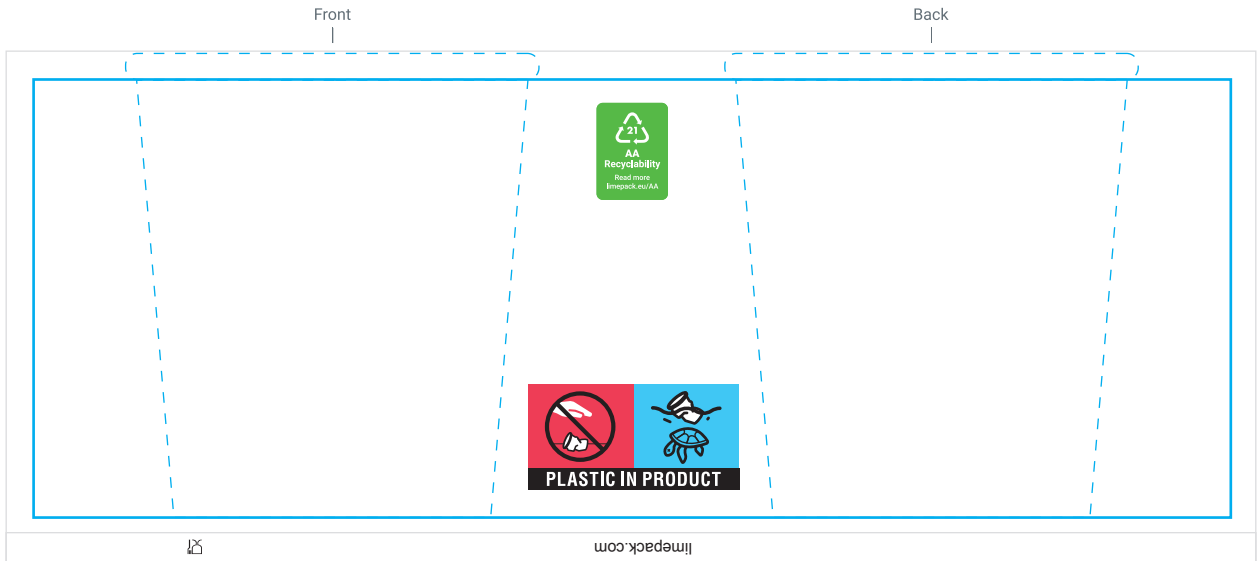 Front
Back
21
AA
Recyclability
Read more
limepack.eu/AA
PLASTIC IN PRODUCT
limepack.com